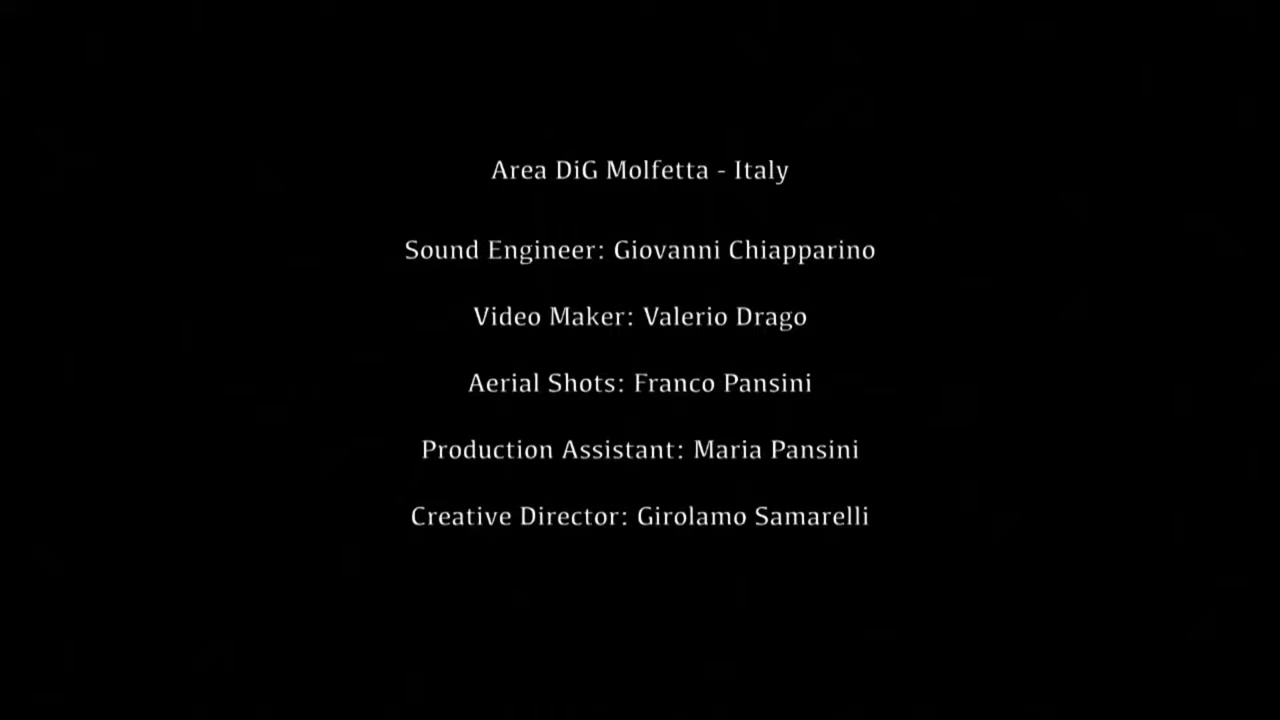 Area DiG Molfetta - Italy
Sound Engineer: Giovanni Chiapparino
Video Maker: Valerio Drago
Aerial Shots: Franco Pansini
Production Assistant: Maria Pansini
Creative Director: Girolamo Samarelli